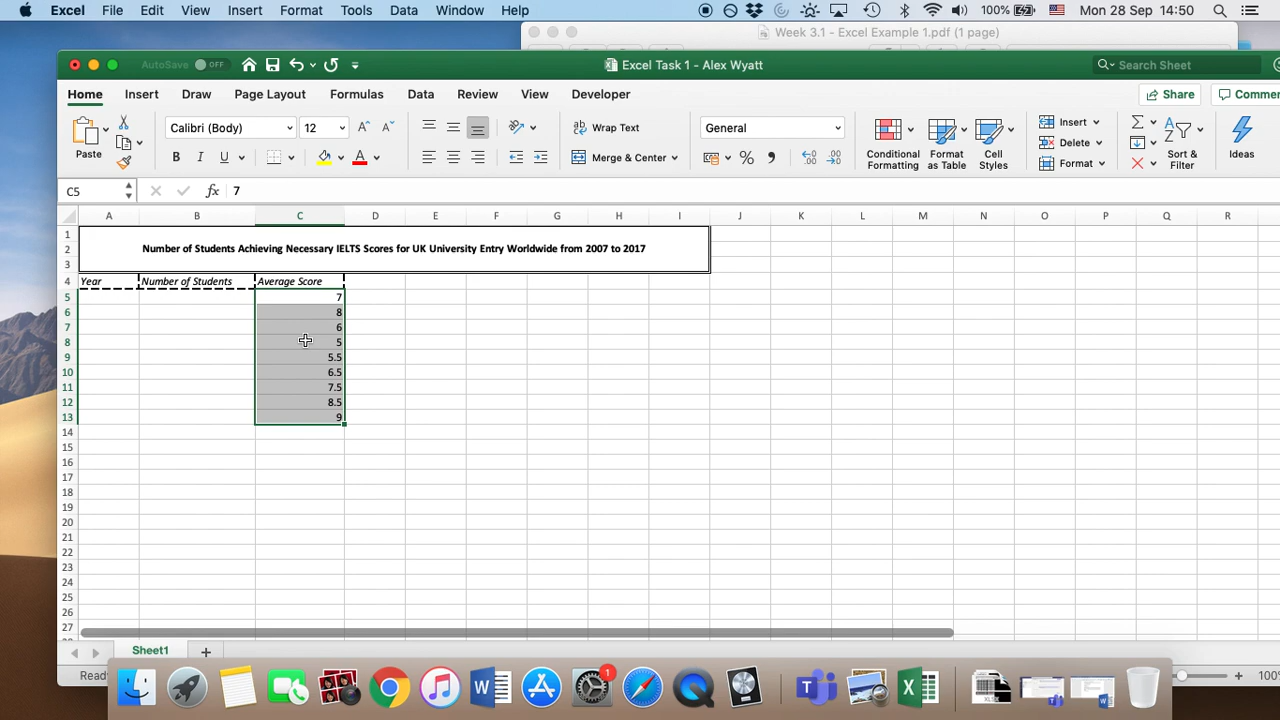 Excel File Edit View Insert Format Tools Data Window Help 100% Mon 28 Sep 14:50
Week 3.1 - Excel Example 1.pdf (1 page)
AutoSave OFF Excel Task 1 - Alex Wyatt Search Sheet
Home Insert Draw Page Layout Formulas Data Review View Developer Share Commer
Paste Calibri (Body) 12 Wrap Text General Insert
B I U A Merge & Center Conditional Formatting Format as Table Cell Styles Delete Format Sort & Filter Ideas
C5 fx 7
A B C D E F G H I J K L M N O P Q R
1
2 Number of Students Achieving Necessary IELTS Scores for UK University Entry Worldwide from 2007 to 2017
3
4 Year Number of Students Average Score
5 7
6 8
7 6
8 5
9 5.5
10 6.5
11 7.5
12 8.5
13 9
14
15
16
17
18
19
20
21
22
23
24
25
26
27
Sheet1
Ready 100%
1